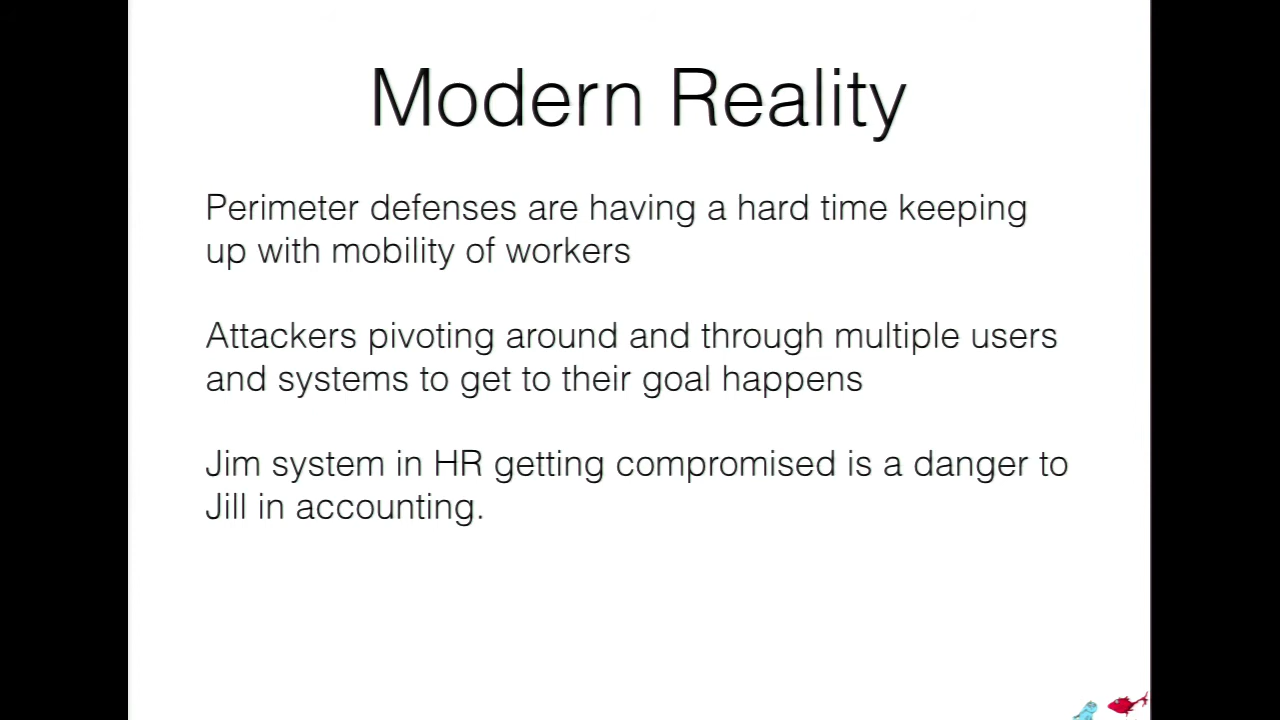 Modern Reality
Perimeter defenses are having a hard time keeping
up with mobility of workers
Attackers pivoting around and through multiple users
and systems to get to their goal happens
Jim system in HR getting compromised is a danger to
Jill in accounting.